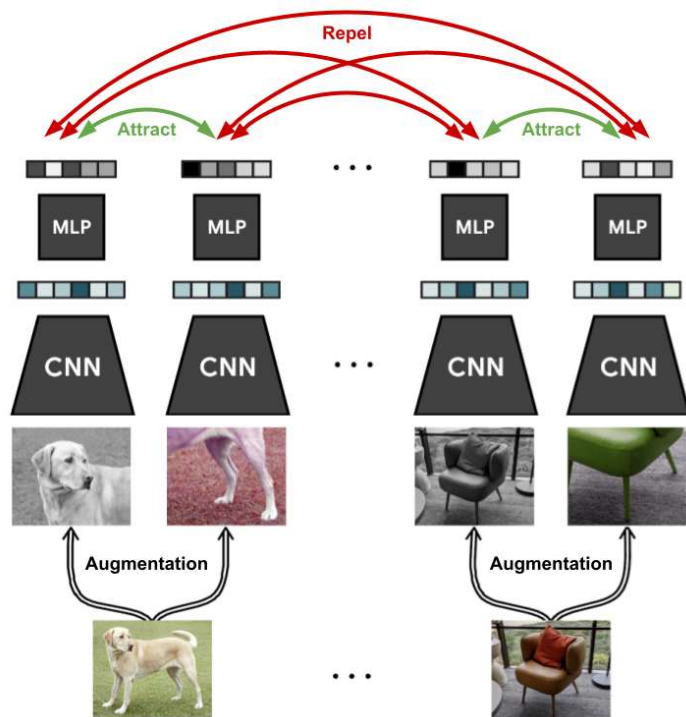 Repel
Attract Attract
. . .
MLP MLP MLP MLP
CNN CNN . . . CNN CNN
Augmentation Augmentation
. . .